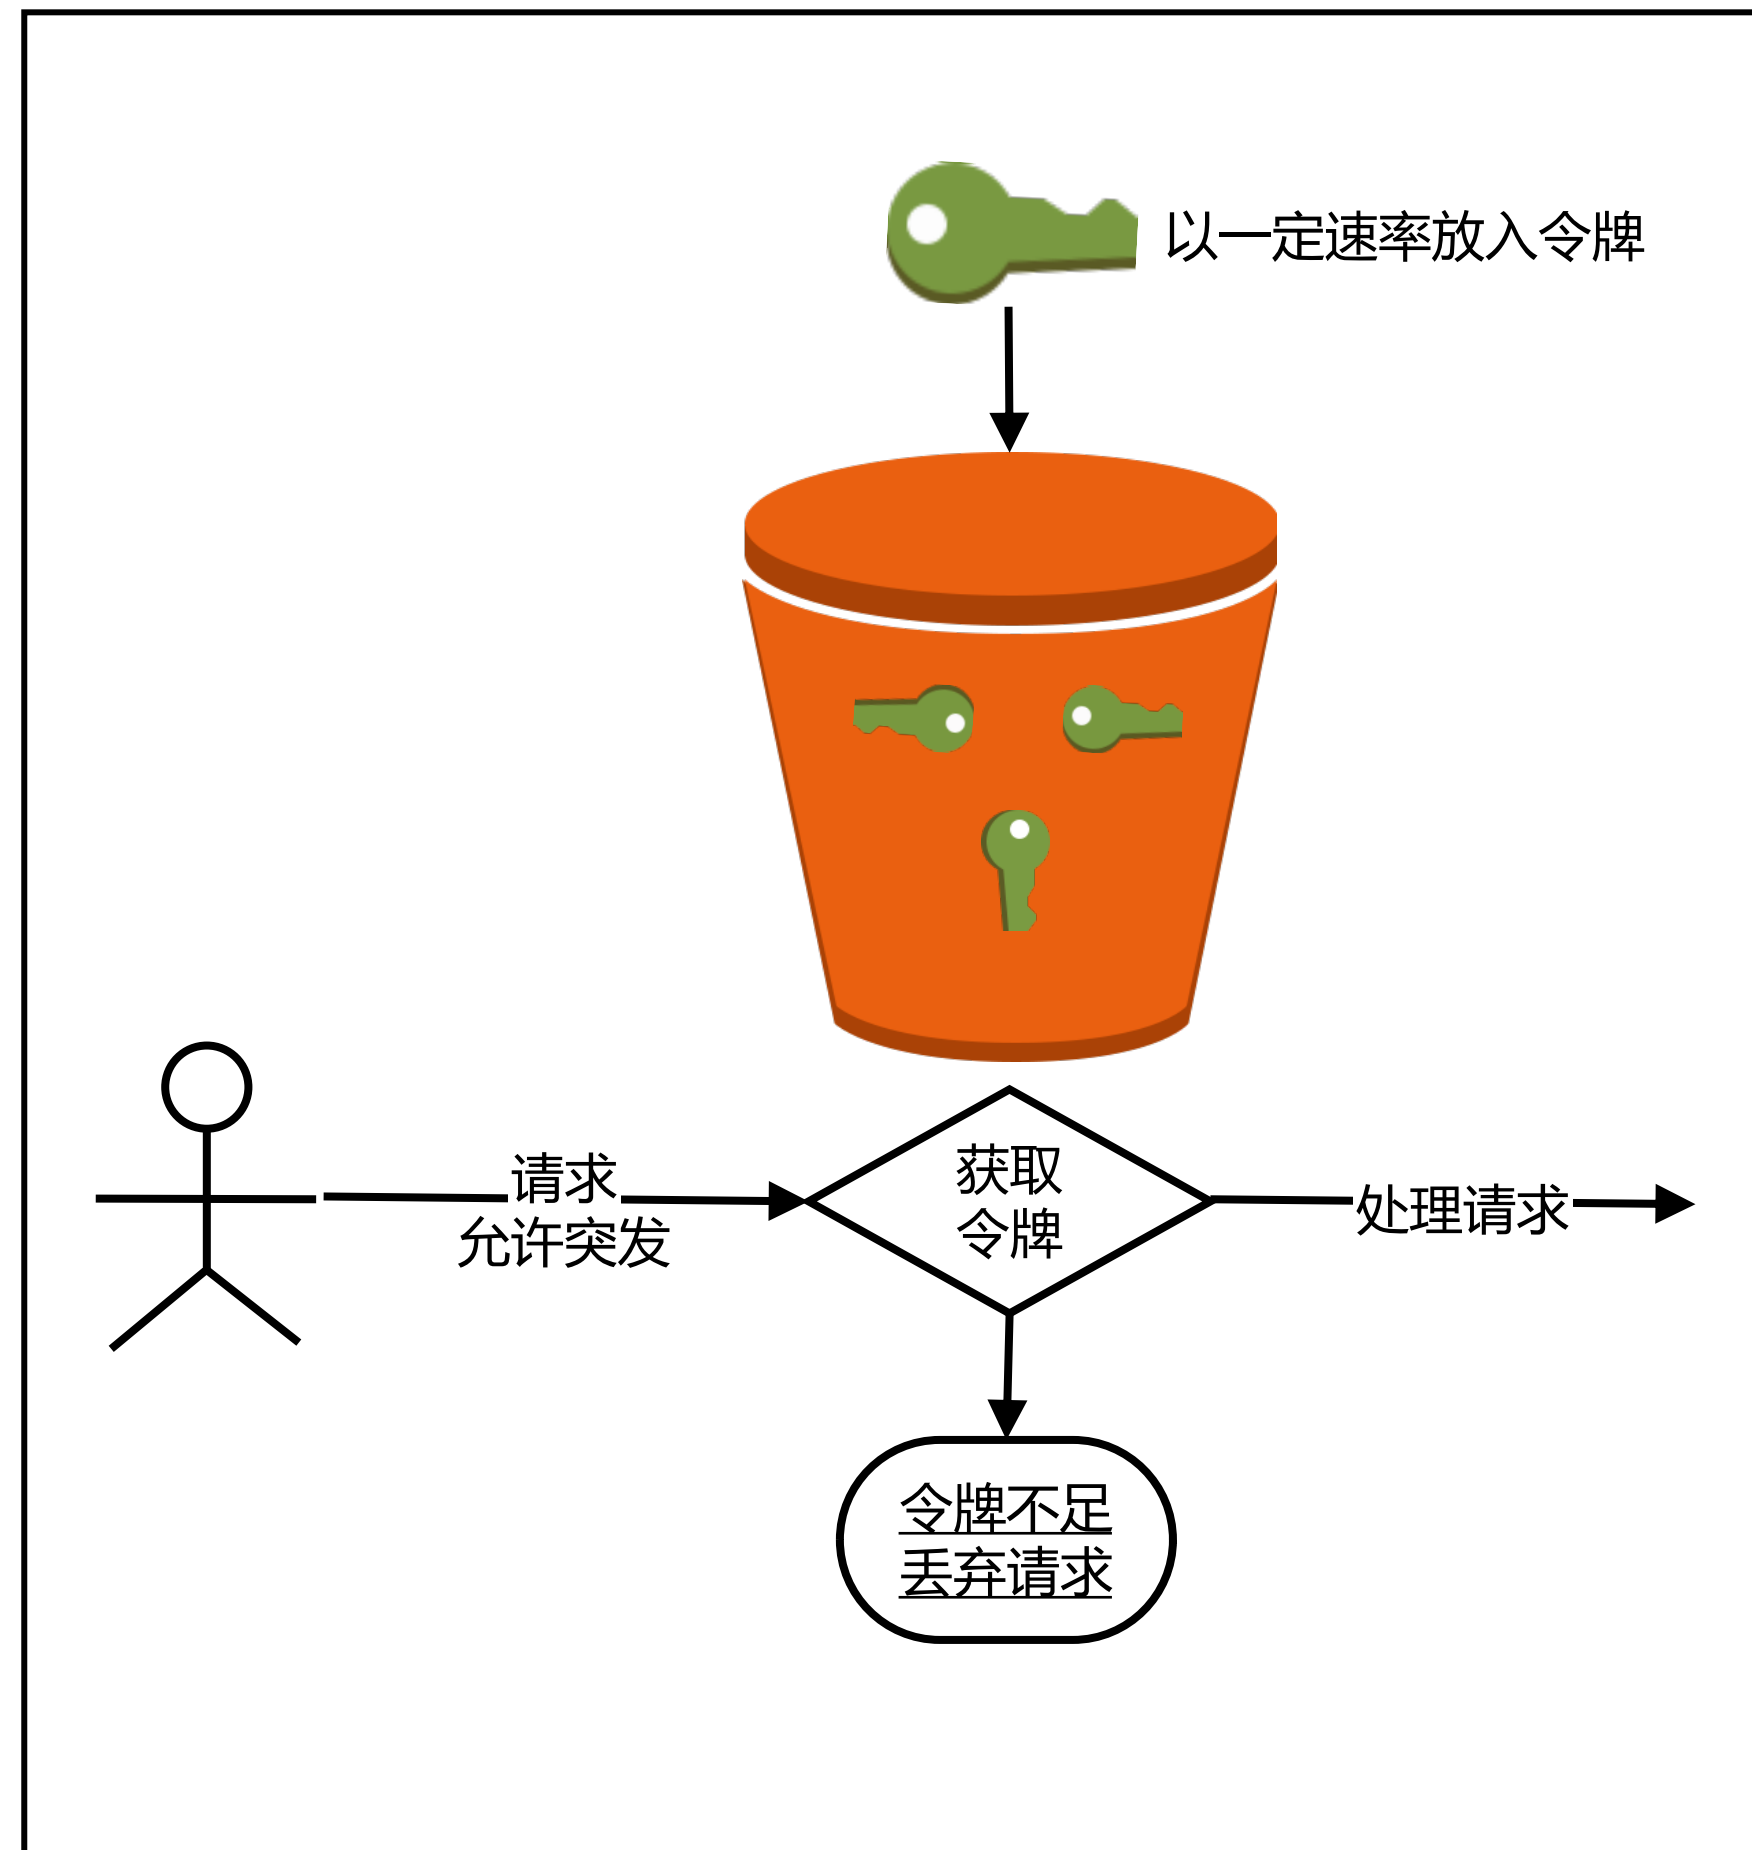 以一定速率放入令牌
请求
允许突发
获取
令牌
处理请求
令牌不足
丢弃请求